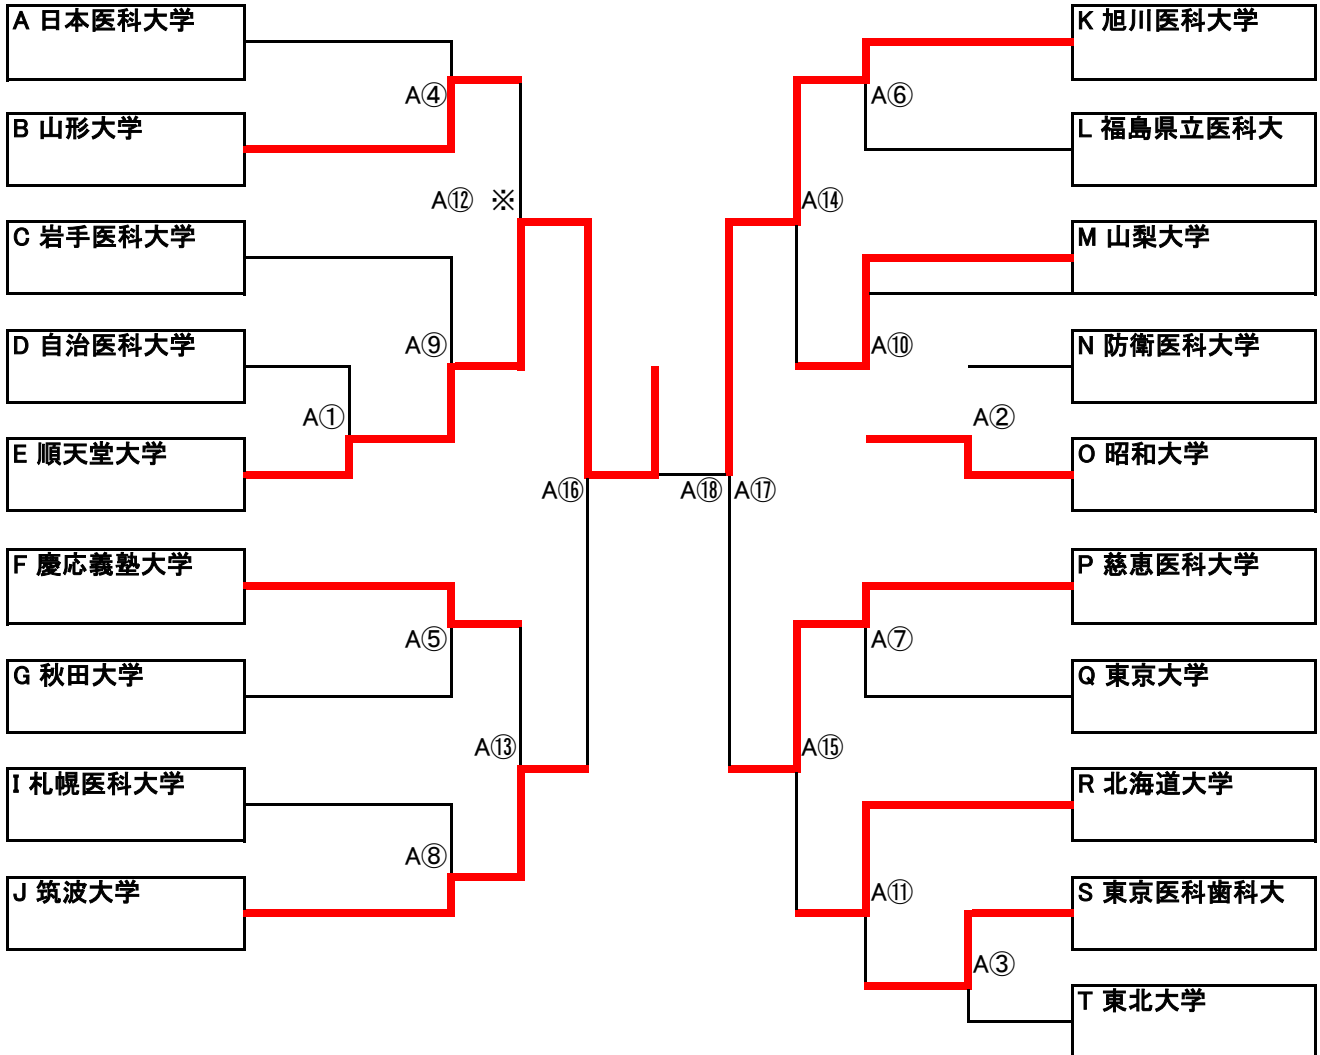 A 日本医科大学
B 山形大学
C 岩手医科大学
D 自治医科大学
E 順天堂大学
F 慶応義塾大学
G 秋田大学
I 札幌医科大学
J 筑波大学
A④
A⑫ ※
A⑨
A①
A⑯
A⑤
A⑬
A⑧
A⑱
A⑰
A⑥
A⑭
A⑩
A②
A⑦
A⑮
A⑪
A③
K 旭川医科大学
L 福島県立医科大
M 山梨大学
N 防衛医科大学
O 昭和大学
P 慈恵医科大学
Q 東京大学
R 北海道大学
S 東京医科歯科大
T 東北大学